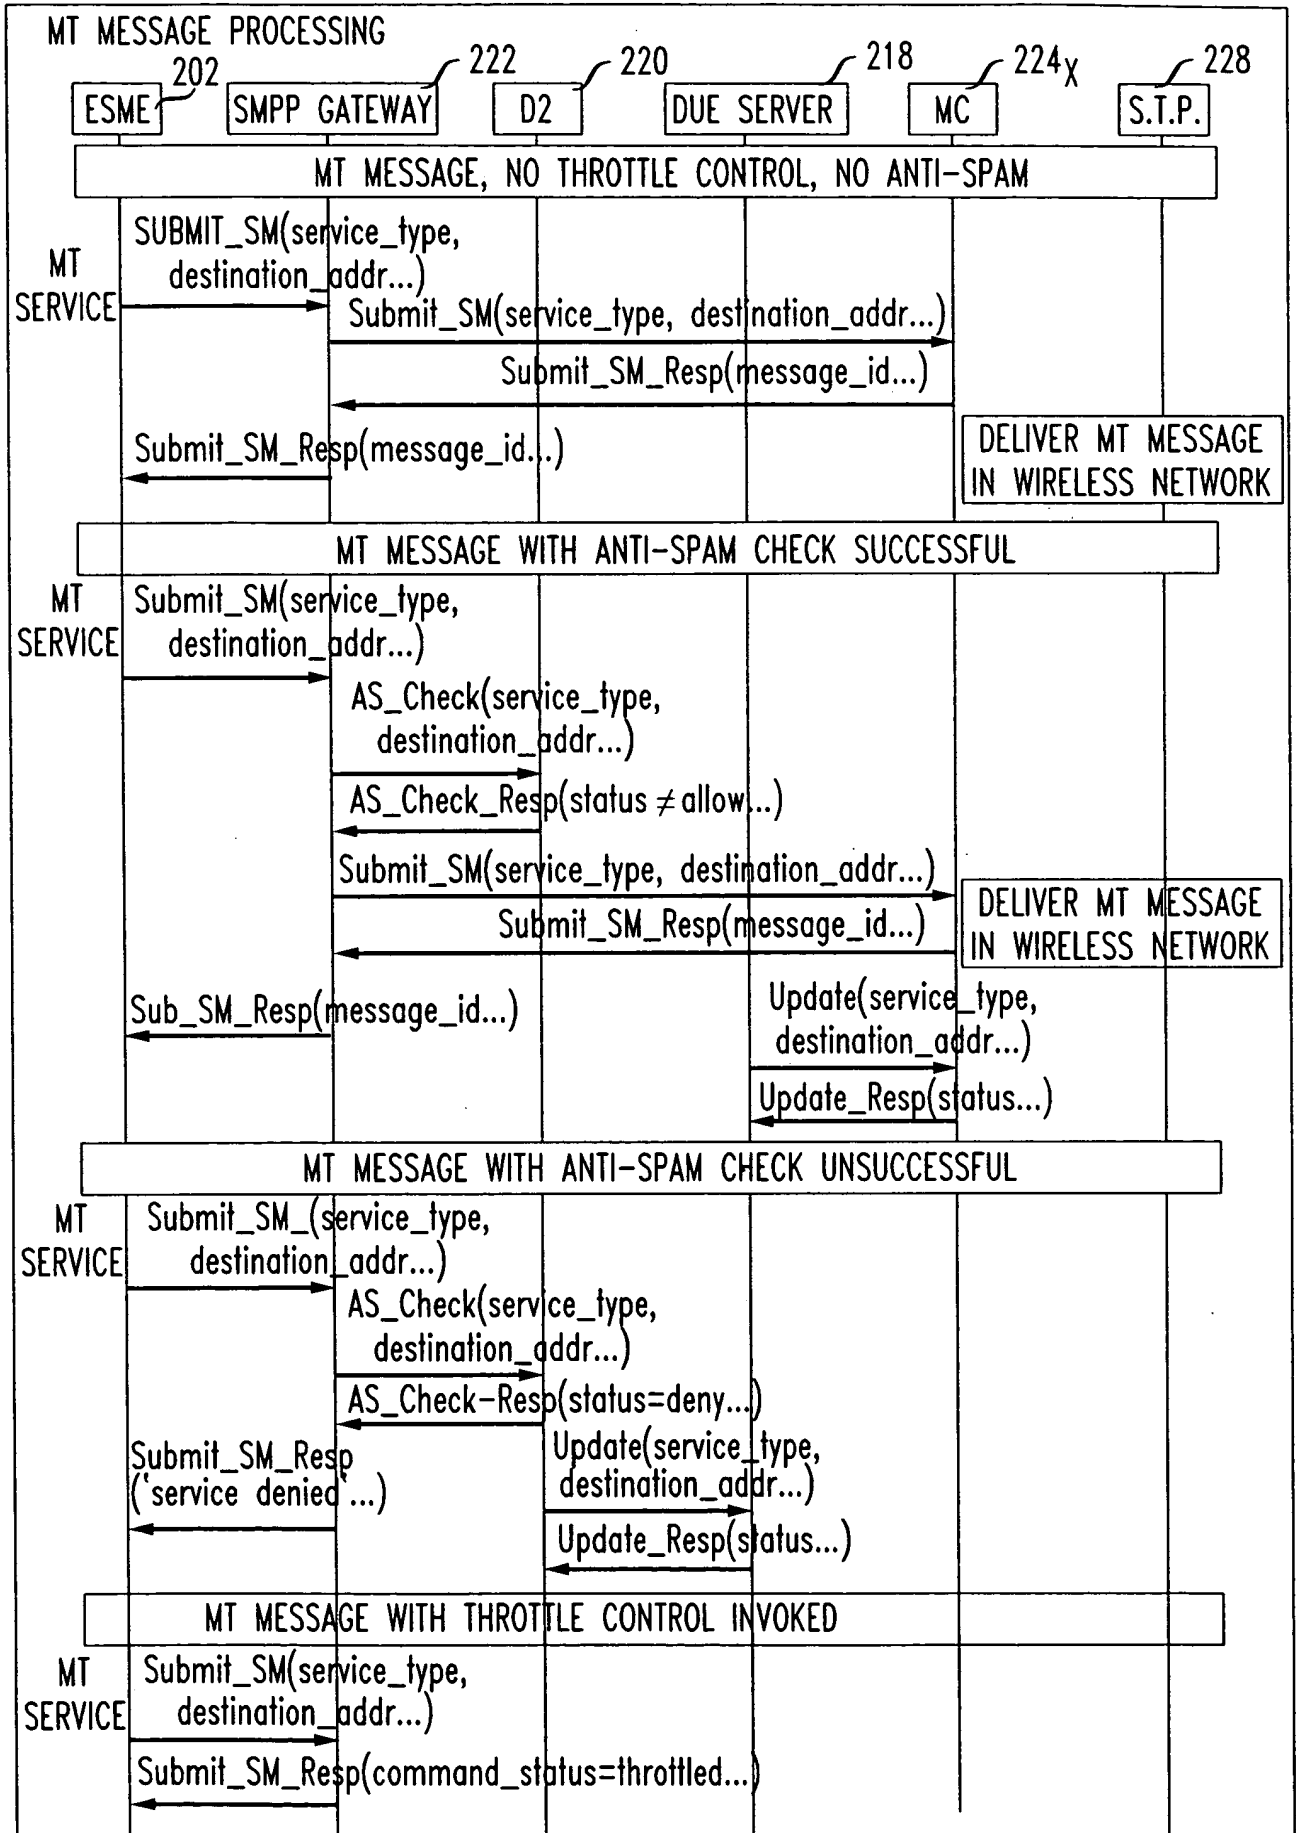 MT MESSAGE PROCESSING
202 222 220 218 224X 228
ESME SMPP GATEWAY D2 DUE SERVER MC S.T.P.
MT MESSAGE, NO THROTTLE CONTROL, NO ANTI-SPAM
MT
SERVICE
SUBMIT_SM(service_type,
destination_addr...)
Submit_SM(service_type, destination_addr...)
Submit_SM_Resp(message_id...)
Submit_SM_Resp(message_id...)
DELIVER MT MESSAGE
IN WIRELESS NETWORK
MT MESSAGE WITH ANTI-SPAM CHECK SUCCESSFUL
MT
SERVICE
Submit_SM(service_type,
destination_addr...)
AS_Check(service_type,
destination_addr...)
AS_Check_Resp(status ≠ allow...)
Submit_SM(service_type, destination_addr...)
Submit_SM_Resp(message_id...)
DELIVER MT MESSAGE
IN WIRELESS NETWORK
Sub_SM_Resp(message_id...)
Update(service_type,
destination_addr...)
Update_Resp(status...)
MT MESSAGE WITH ANTI-SPAM CHECK UNSUCCESSFUL
MT
SERVICE
Submit_SM_(service_type,
destination_addr...)
AS_Check(service_type,
destination_addr...)
AS_Check-Resp(status=deny...)
Submit_SM_Resp
(‘service denied‘...)
Update(service_type,
destination_addr...)
Update_Resp(status...)
MT MESSAGE WITH THROTTLE CONTROL INVOKED
MT
SERVICE
Submit_SM(service_type,
destination_addr...)
Submit_SM_Resp(command_status=throttled...)